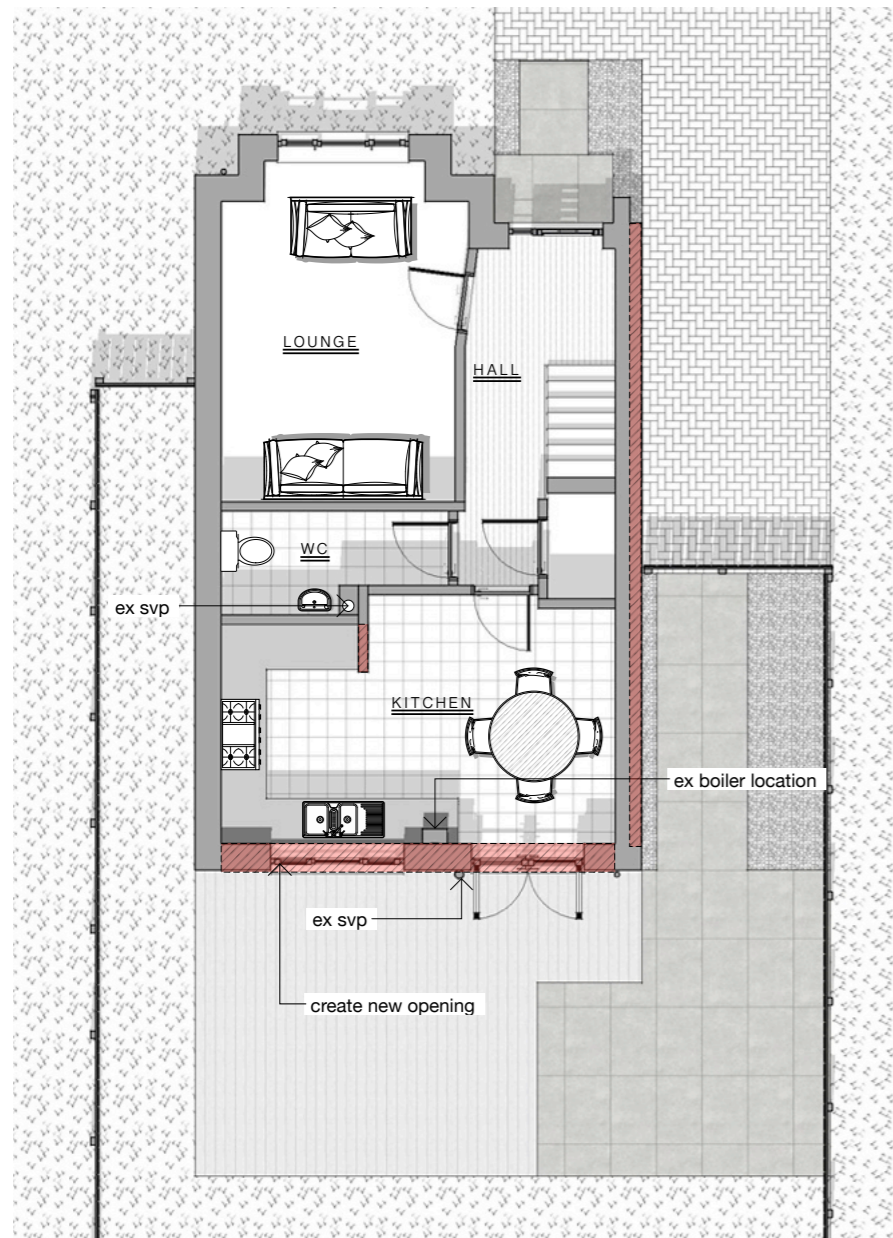 LOUNGE
HALL
WC
ex svp
KITCHEN
ex boiler location
ex svp
create new opening